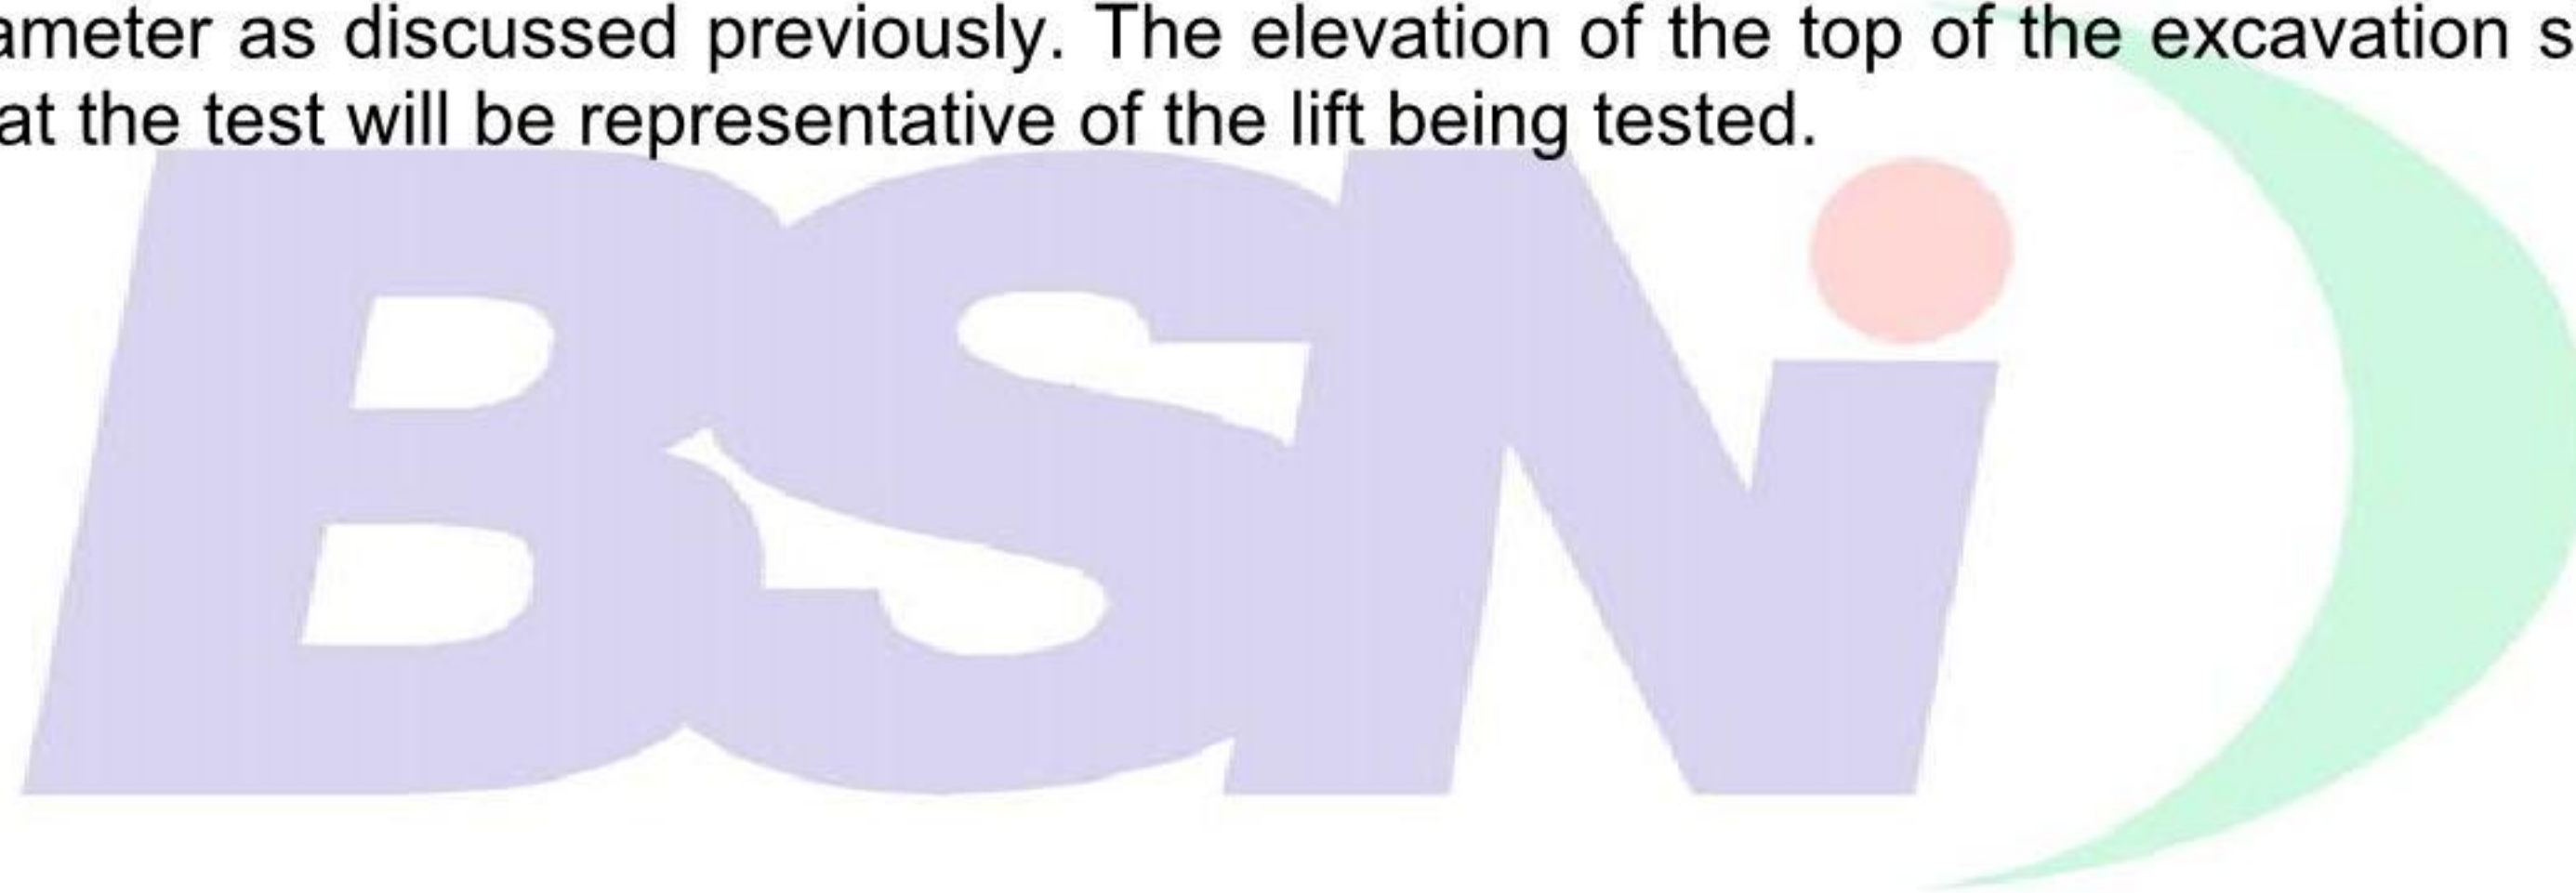 ameter as discussed previously. The elevation of the top of the excavation s
at the test will be representative of the lift being tested.
BSNi